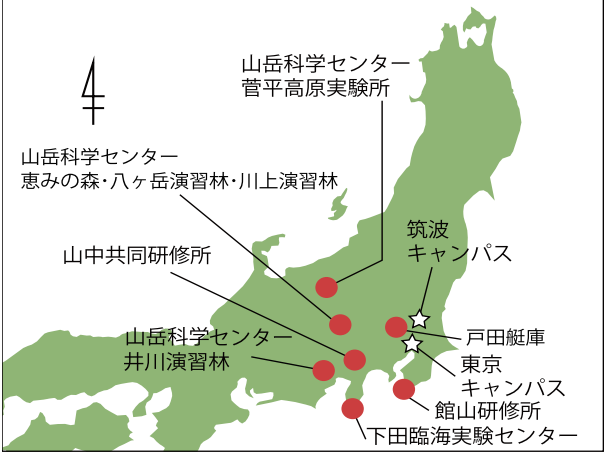 山岳科学センター
菅平高原実験所
山岳科学センター
恵みの森・八ヶ岳演習林・川上演習林
筑波
キャンパス
山中共同研修所
山岳科学センター
井川演習林
戸田艇庫
東京
キャンパス
館山研修所
下田臨海実験センター